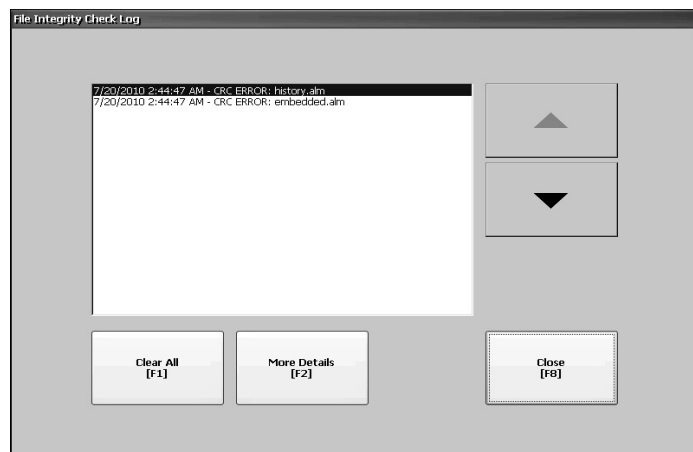 File Integrity Check Log
7/20/2010 2:44:47 AM - CRC ERROR: history.alm
7/20/2010 2:44:47 AM - CRC ERROR: embedded.alm
Clear All
[F1]
More Details
[F2]
Close
[F8]